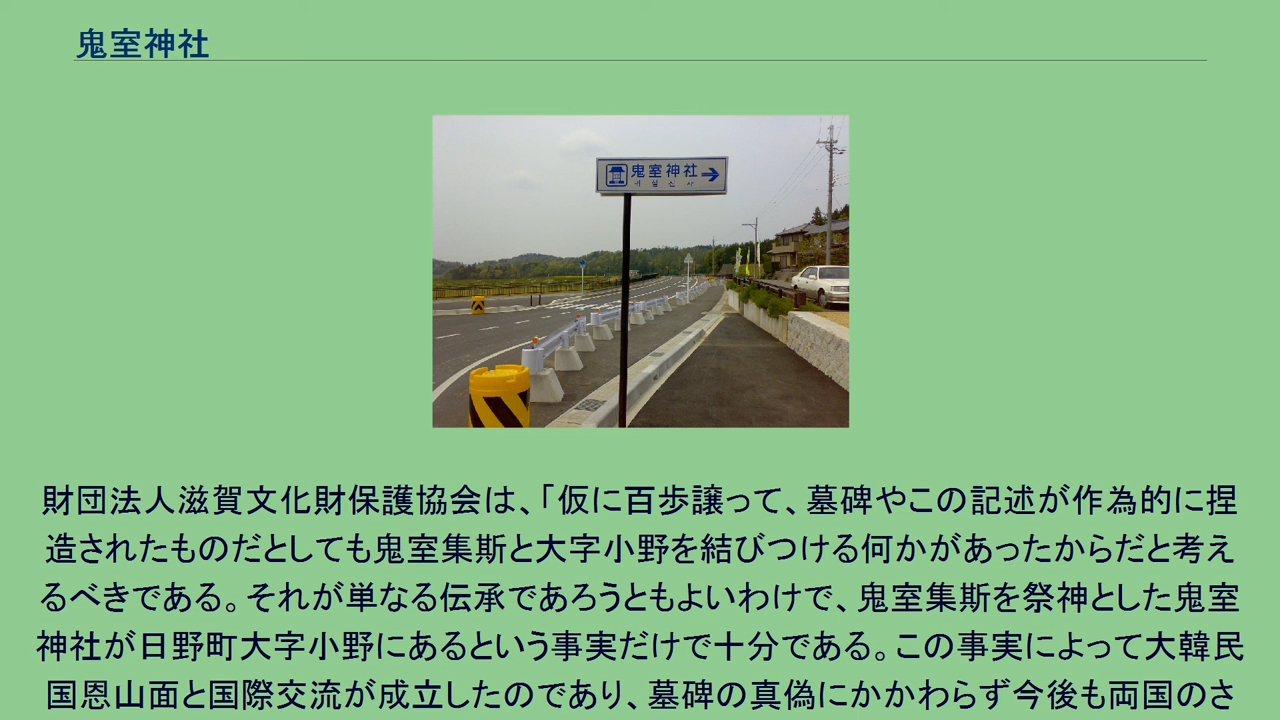 鬼室神社
鬼室神社
귀실신사
財団法人滋賀文化財保護協会は、「仮に百歩譲って、墓碑やこの記述が作為的に捏
造されたものだとしても鬼室集斯と大字小野を結びつける何かがあったからだと考え
るべきである。それが単なる伝承であろうともよいわけで、鬼室集斯を祭神とした鬼室
神社が日野町大字小野にあるという事実だけで十分である。この事実によって大韓民
国恩山面と国際交流が成立したのであり、墓碑の真偽にかかわらず今後も両国のさ